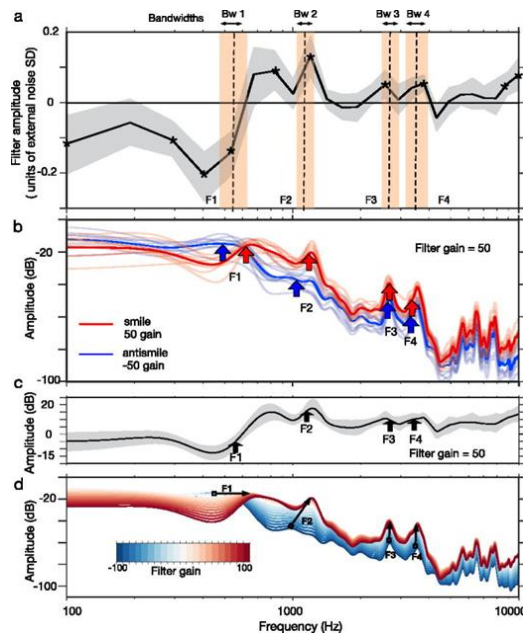 a
Bandwidths
Bw 1
Bw 2
Bw 3
Bw 4
Filter amplitude
( units of external noise SD)
0.2
0
-0.2
F1
F2
F3
F4
b
Filter gain = 50
Amplitude (dB)
-20
-100
F1
F2
F3
F4
smile
50 gain
antismile
-50 gain
c
Amplitude (dB)
20
10
0
-15
F1
F2
F3
F4
Filter gain = 50
d
Amplitude (dB)
-20
-100
F1
F2
F3
F4
-100
0
100
Filter gain
100
1000
10000
Frequency (Hz)